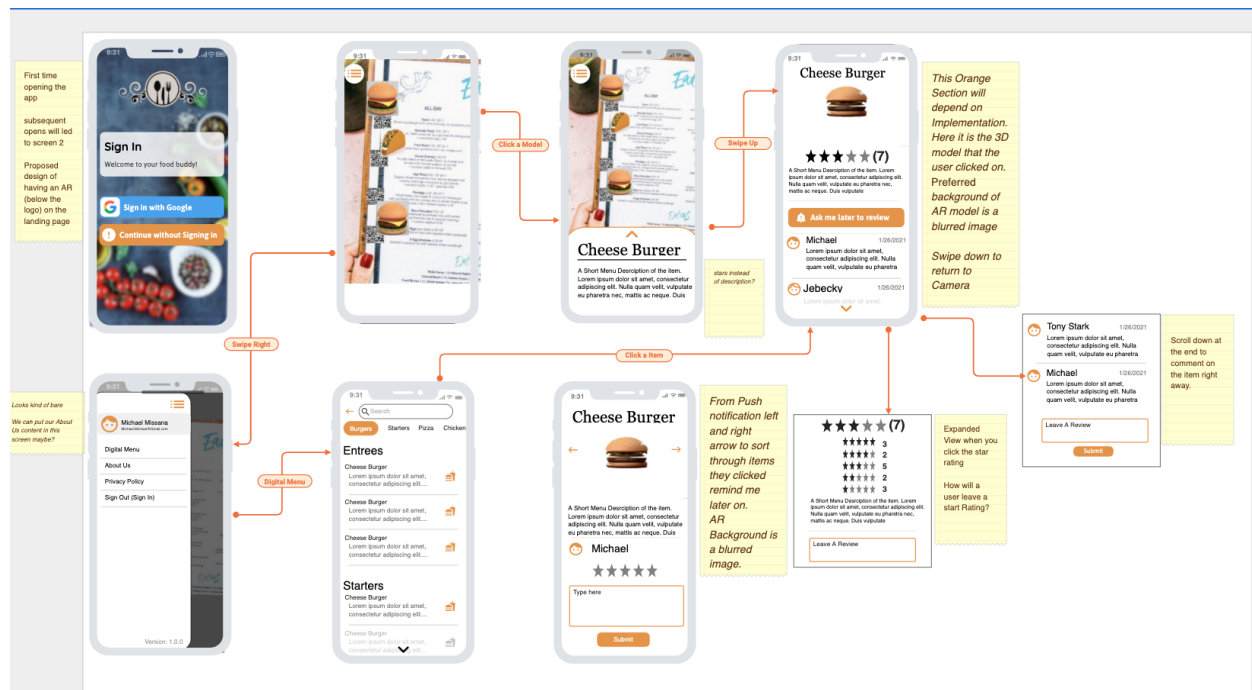 First time
opening the
app
subsequent
opens will led
to screen 2
Proposed
design of
having an AR
(below the
logo) on the
landing page
9:31
Sign In
Welcome to your food buddy!
Sign in with Google
Continue without Signing in
9:31
ALL DAY
Click a Model
9:31
Cheese Burger
A Short Menu Desrciption of the item.
Lorem ipsum dolor sit amet, consectetur
adipiscing elit. Nulla quam velit, vulputate
eu pharetra nec, mattis ac neque. Duis
stars instead
of description?
Swipe Up
9:31
Cheese Burger
(7)
A Short Menu Desrciption of the item. Lorem
ipsum dolor sit amet, consectetur adipiscing elit.
Nulla quam velit, vulputate eu pharetra nec,
mattis ac neque. Duis vulputate
Ask me later to review
Michael
1/26/2021
Lorem ipsum dolor sit amet,
consectetur adipiscing elit. Nulla
quam velit, vulputate eu pharetra
Jebecky
1/26/2021
Lorem ipsum dolor sit amet,
This Orange
Section will
depend on
Implementation.
Here it is the 3D
model that the
user clicked on.
Preferred
background of
AR model is a
blurred image
Swipe down to
return to
Camera
Swipe Right
Click a Item
Tony Stark
1/26/2021
Lorem ipsum dolor sit amet,
consectetur adipiscing elit. Nulla
quam velit, vulputate eu pharetra
Michael
1/26/2021
Lorem ipsum dolor sit amet,
consectetur adipiscing elit. Nulla
quam velit, vulputate eu pharetra
Leave A Review
Submit
Scroll down at
the end to
comment on
the item right
away.
Looks kind of bare
We can put our About
Us content in this
screen maybe?
9:31
Michael Missana
Digital Menu
About Us
Privacy Policy
Sign Out (Sign In)
Version: 1.0.0
Digital Menu
9:31
Search
Burgers
Starters
Pizza
Chicken
Entrees
Cheese Burger
Lorem ipsum dolor sit amet,
consectetur adipiscing elit....
Cheese Burger
Lorem ipsum dolor sit amet,
consectetur adipiscing elit....
Cheese Burger
Lorem ipsum dolor sit amet,
consectetur adipiscing elit....
Starters
Cheese Burger
Lorem ipsum dolor sit amet,
consectetur adipiscing elit....
Cheese Burger
Lorem ipsum dolor sit amet,
consectetur adipiscing elit....
9:31
Cheese Burger
A Short Menu Desrciption of the item. Lorem
ipsum dolor sit amet, consectetur
adipiscing elit. Nulla quam velit, vulputate
eu pharetra nec, mattis ac neque. Duis
Michael
Type here
Submit
From Push
notification left
and right
arrow to sort
through items
they clicked
remind me
later on.
AR
Background is
a blurred
image.
(7)
3
2
5
2
3
A Short Menu Desrciption of the item. Lorem
ipsum dolor sit amet, consectetur adipiscing elit.
Nulla quam velit, vulputate eu pharetra nec,
mattis ac neque. Duis vulputate
Leave A Review
Expanded
View when you
click the star
rating
How will a
user leave a
start Rating?